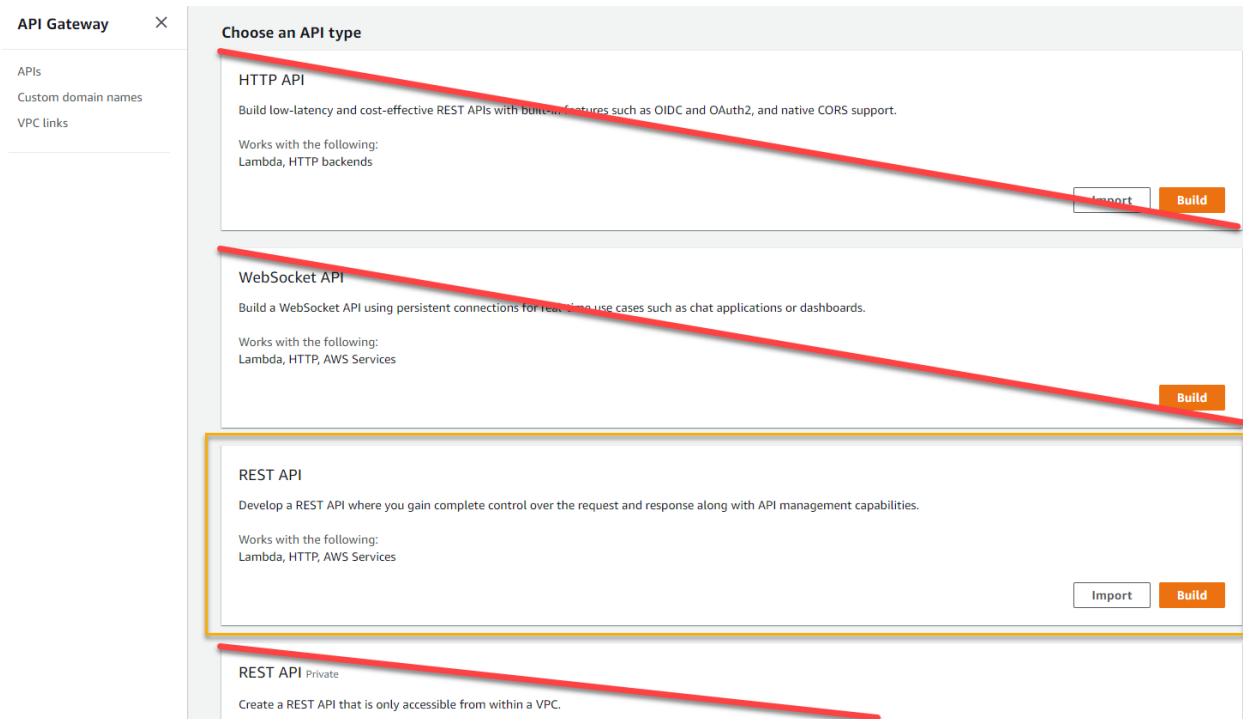 API Gateway
APIs
Custom domain names
VPC links
Choose an API type
HTTP API
Build low-latency and cost-effective REST APIs with built-in features such as OIDC and OAuth2, and native CORS support.
Works with the following:
Lambda, HTTP backends
Import Build
WebSocket API
Build a WebSocket API using persistent connections for real-time use cases such as chat applications or dashboards.
Works with the following:
Lambda, HTTP, AWS Services
Build
REST API
Develop a REST API where you gain complete control over the request and response along with API management capabilities.
Works with the following:
Lambda, HTTP, AWS Services
Import Build
REST API Private
Create a REST API that is only accessible from within a VPC.